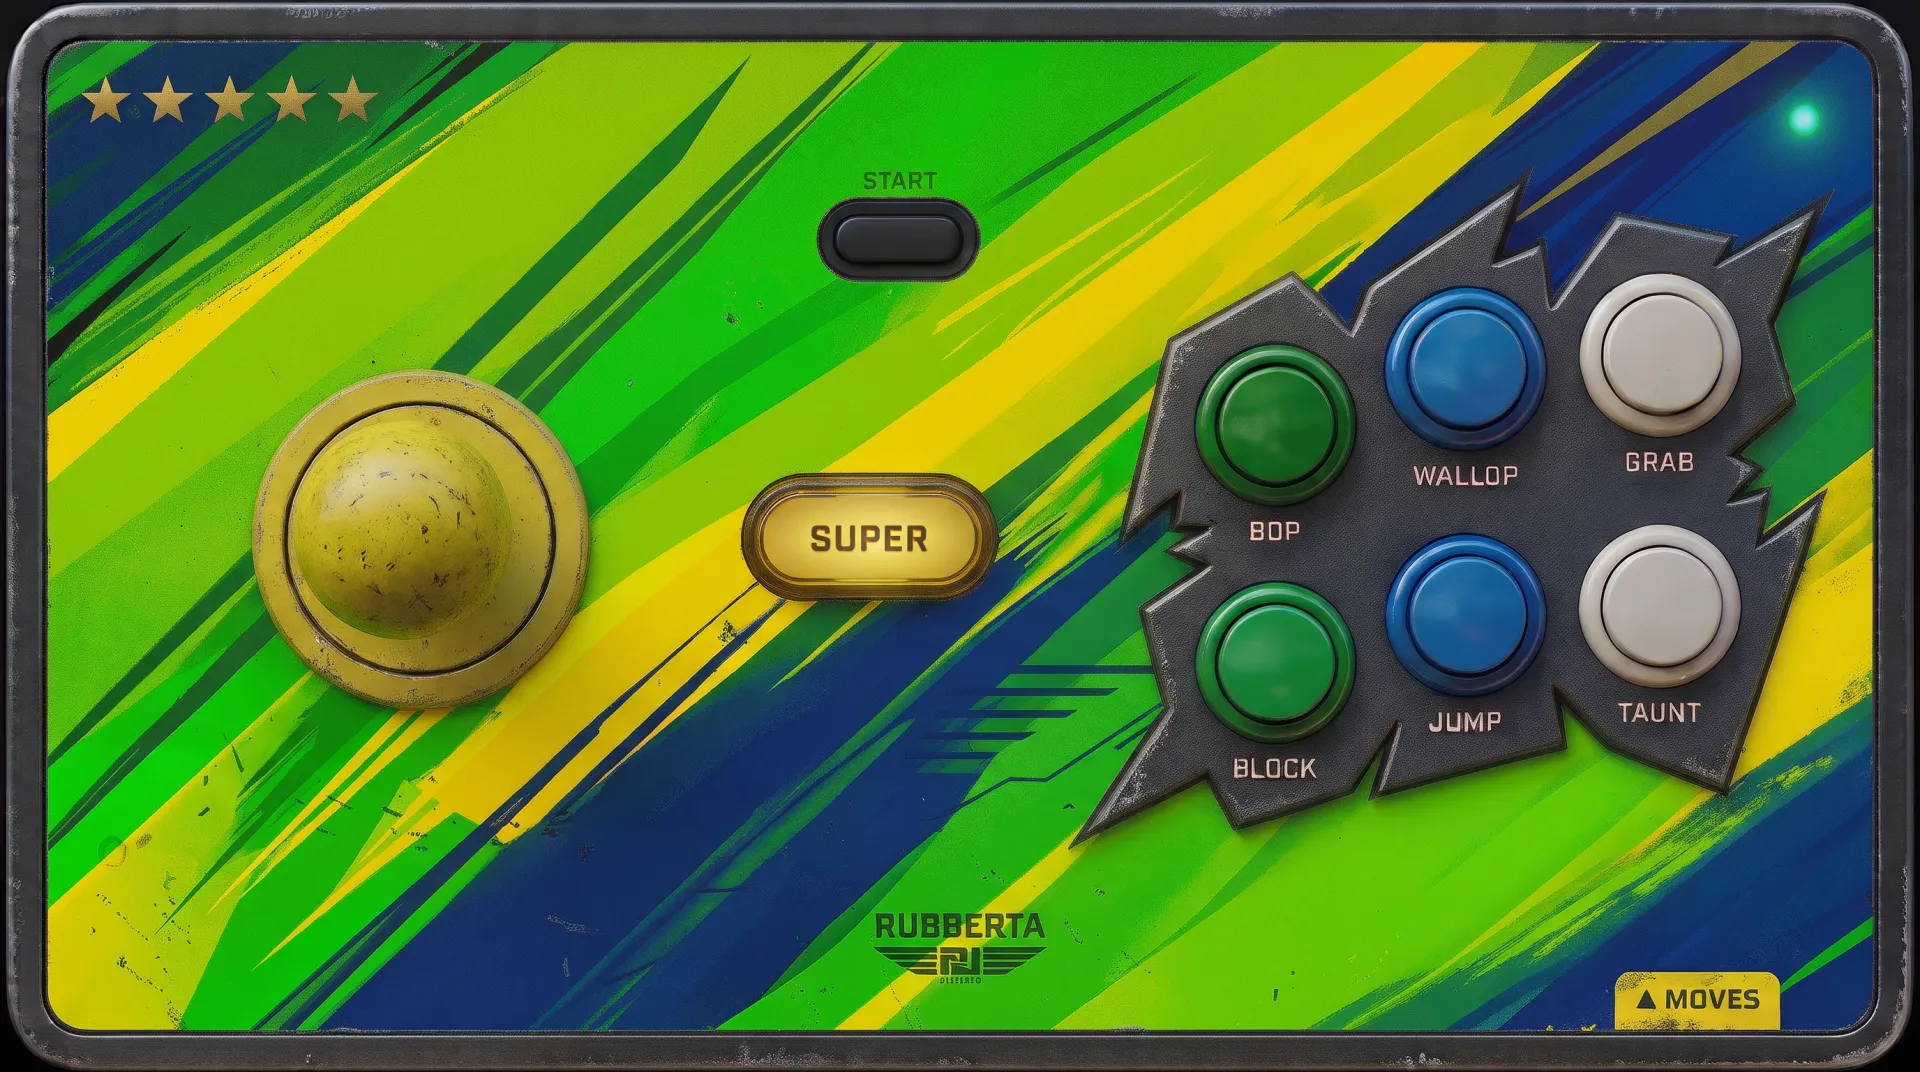 START
WALLOP
GRAB
BOP
SUPER
JUMP
TAUNT
BLOCK
RUBBERTA
▲ MOVES